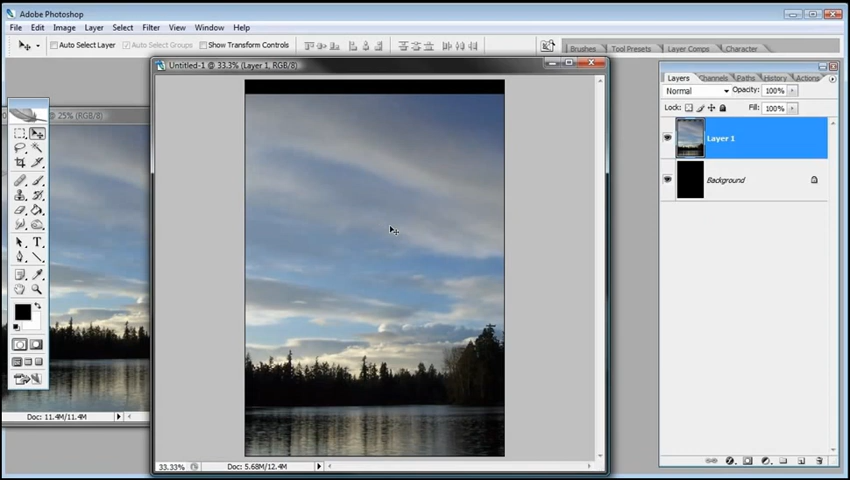 Adobe Photoshop
File Edit Image Layer Select Filter View Window Help
Auto Select Layer Auto Select Groups Show Transform Controls
Brushes Tool Presets Layer Comps Character
Untitled-1 @ 33.3% (Layer 1, RGB/8)
@ 25% (RGB/8)
Layers Channels Paths History Actions
Normal Opacity: 100%
Lock: Fill: 100%
Layer 1
Background
T
Doc: 11.4M/11.4M
33.33% Doc: 5.68M/12.4M